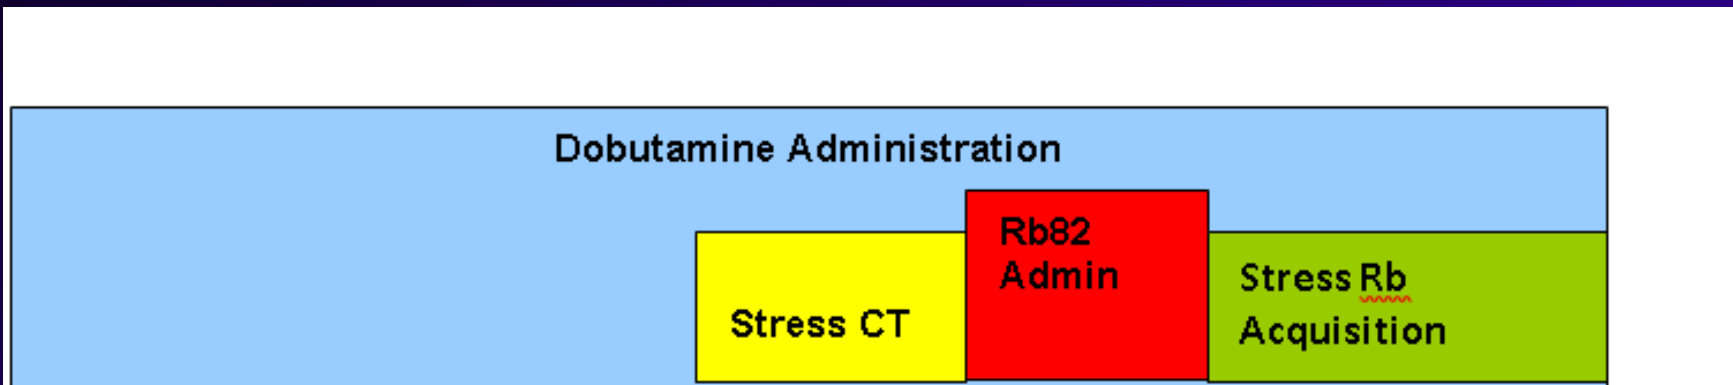 Dobutamine Administration
Stress CT
Rb82
Admin
Stress Rb
Acquisition